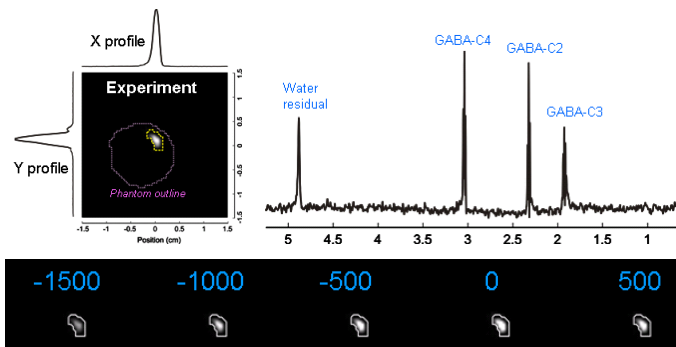 X profile
Experiment
Y profile
Phantom outline
1.5
1
0.5
0
-0.5
-1
-1.5
-1.5 -1 -0.5 0 0.5 1 1.5
Position (cm)
GABA-C4
GABA-C2
Water
residual
GABA-C3
5 4.5 4 3.5 3 2.5 2 1.5 1
-1500 -1000 -500 0 500